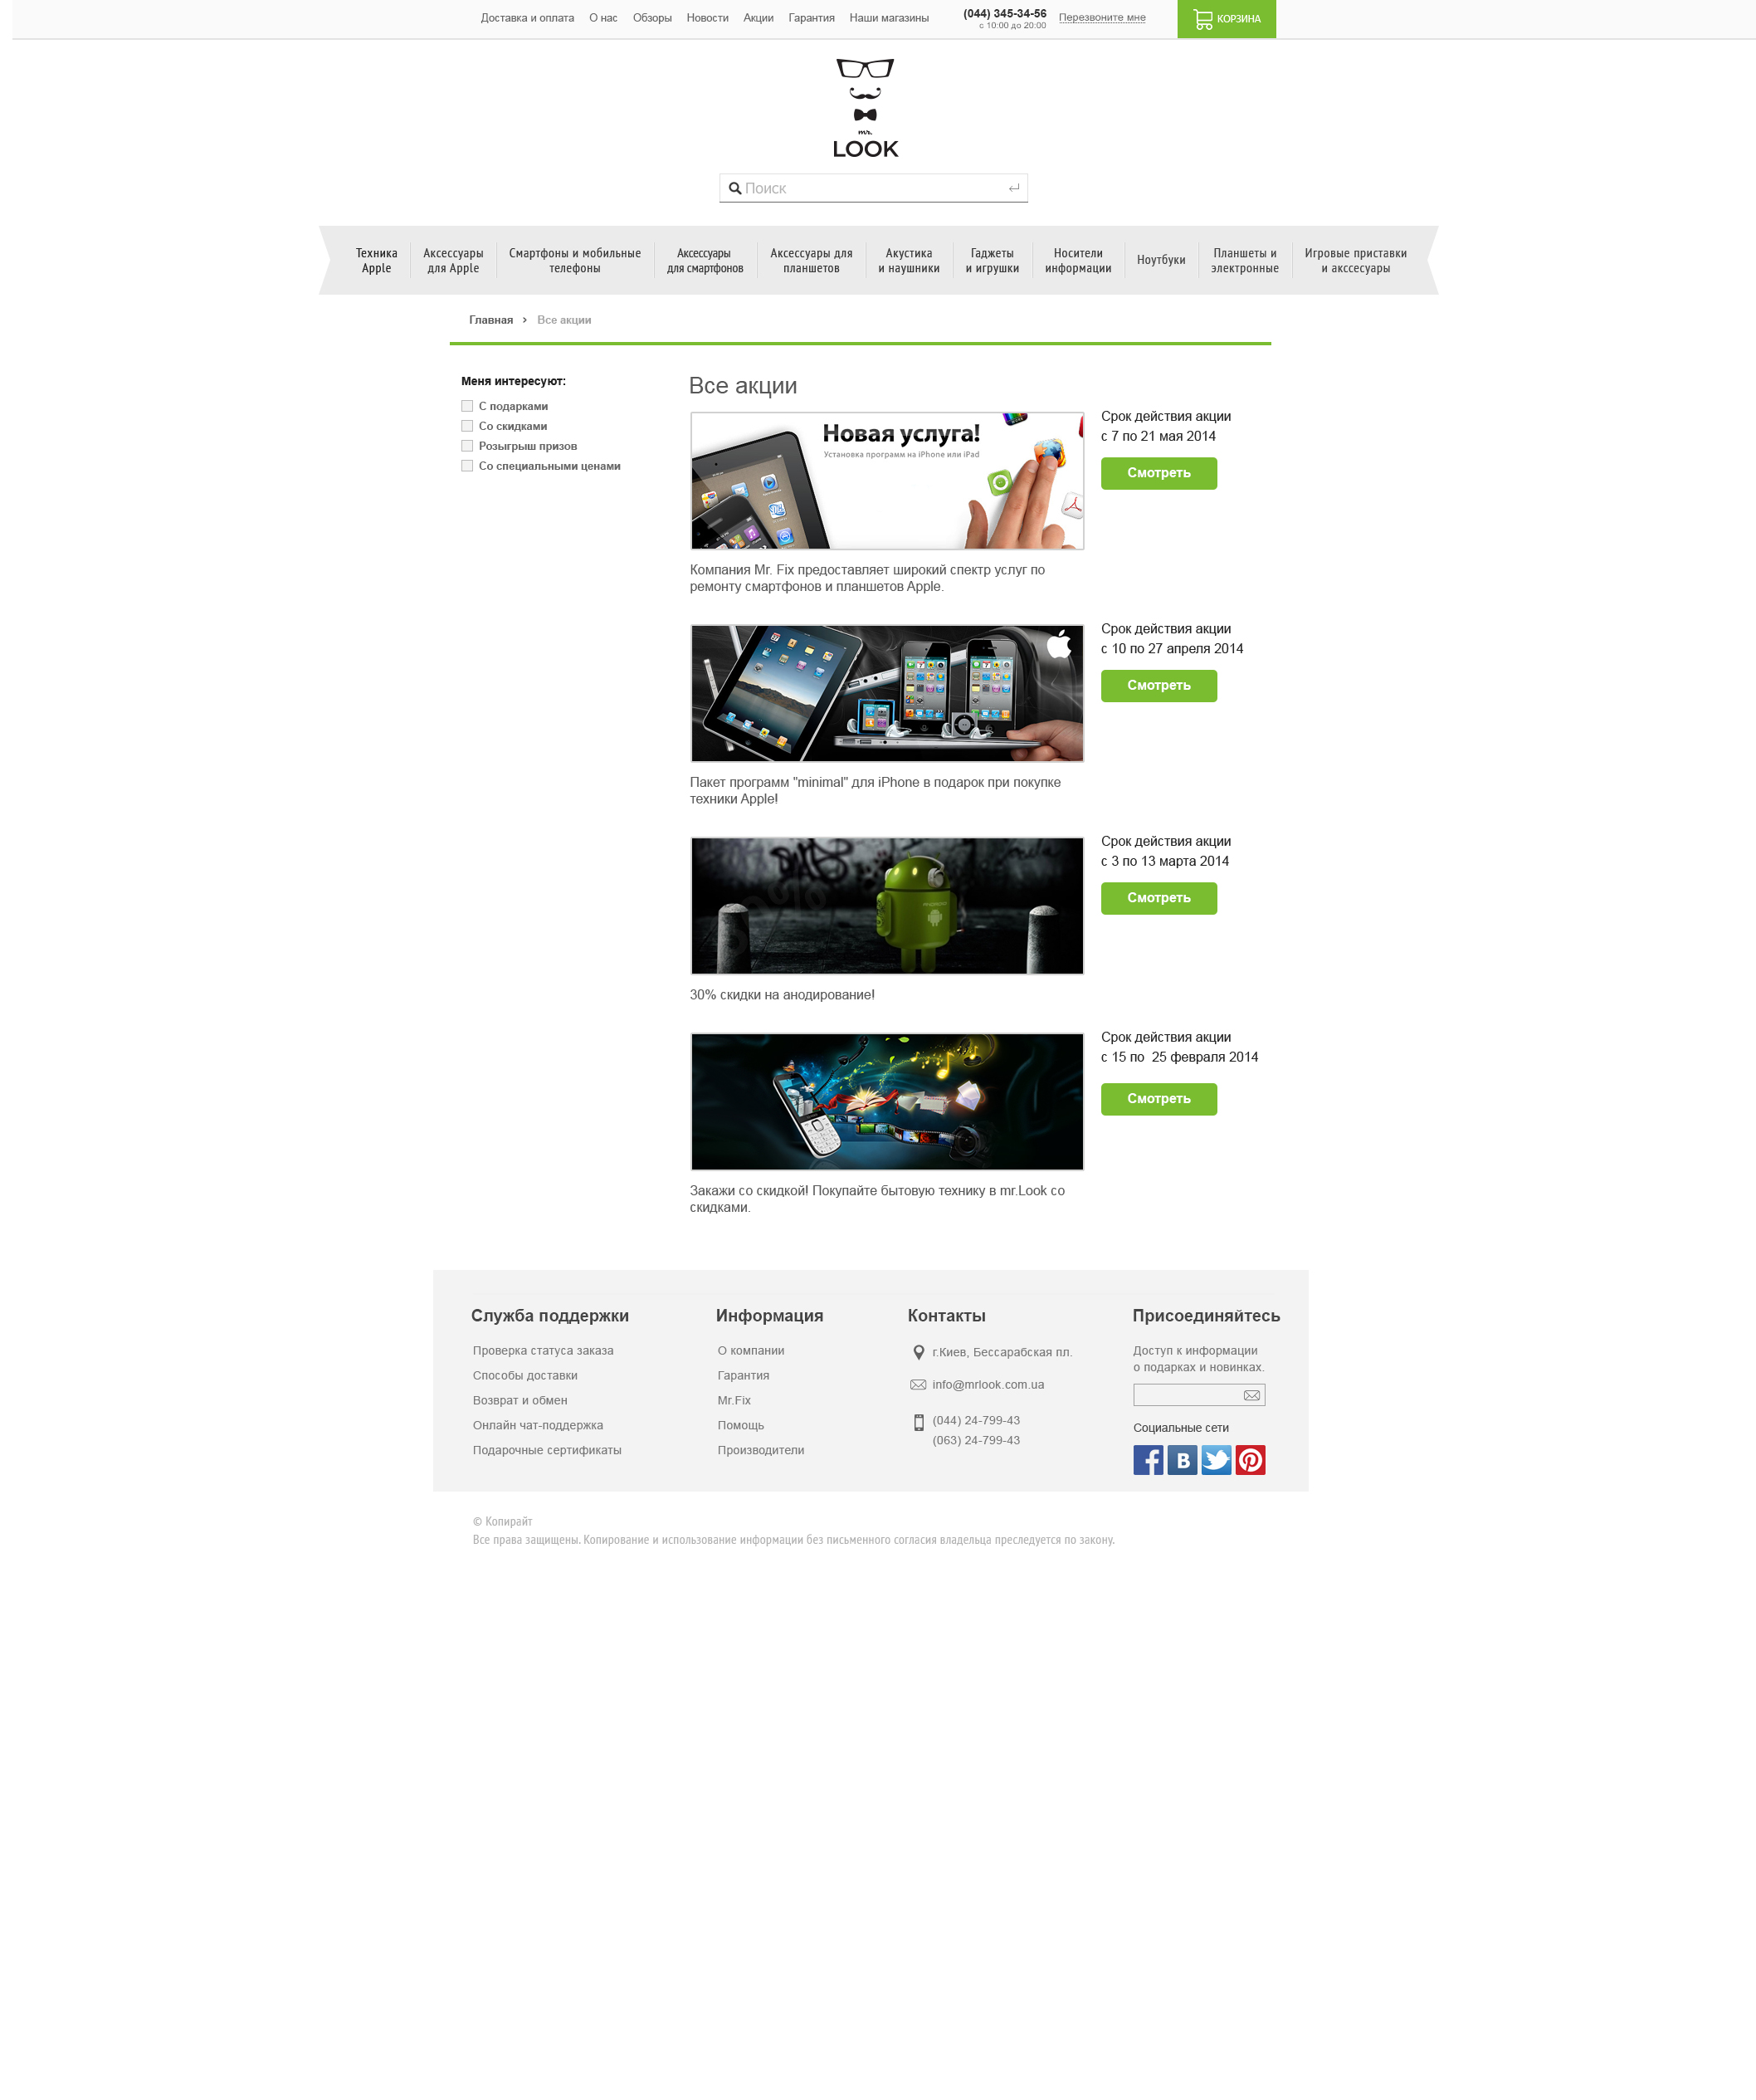 Доставка и оплата О нас Обзоры Новости Акции Гарантия Наши магазины
(044) 345-34-56
с 10:00 до 20:00
Перезвоните мне
КОРЗИНА
mr.
LOOK
Поиск
Техника
Apple
Аксессуары
для Apple
Смартфоны и мобильные
телефоны
Аксессуары
для смартфонов
Аксессуары для
планшетов
Акустика
и наушники
Гаджеты
и игрушки
Носители
информации
Ноутбуки
Планшеты и
электронные
Игровые приставки
и акссесуары
Главная › Все акции
Меня интересуют:
С подарками
Со скидками
Розыгрыш призов
Со специальными ценами
Все акции
Новая услуга!
Установка программ на iPhone или iPad
Срок действия акции
с 7 по 21 мая 2014
Смотреть
Компания Mr. Fix предоставляет широкий спектр услуг по
ремонту смартфонов и планшетов Apple.
Срок действия акции
с 10 по 27 апреля 2014
Смотреть
Пакет программ "minimal" для iPhone в подарок при покупке
техники Apple!
Срок действия акции
с 3 по 13 марта 2014
Смотреть
30% скидки на анодирование!
Срок действия акции
с 15 по 25 февраля 2014
Смотреть
Закажи со скидкой! Покупайте бытовую технику в mr.Look со
скидками.
Служба поддержки
Проверка статуса заказа
Способы доставки
Возврат и обмен
Онлайн чат-поддержка
Подарочные сертификаты
Информация
О компании
Гарантия
Mr.Fix
Помощь
Производители
Контакты
г.Киев, Бессарабская пл.
info@mrlook.com.ua
(044) 24-799-43
(063) 24-799-43
Присоединяйтесь
Доступ к информации
о подарках и новинках.
Социальные сети
© Копирайт
Все права защищены. Копирование и использование информации без письменного согласия владельца преследуется по закону.